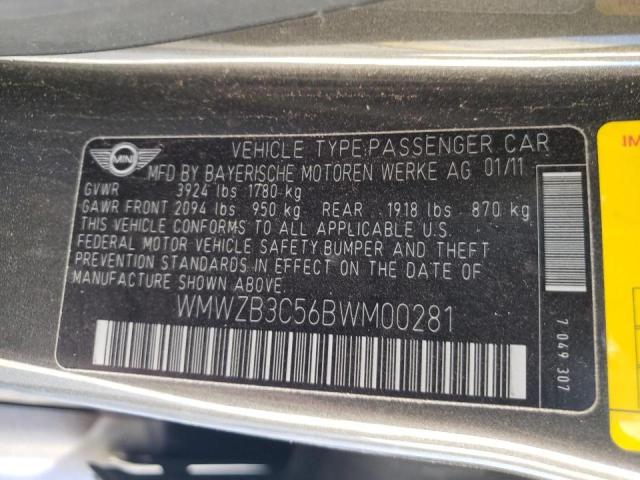 MINI
VEHICLE TYPE:PASSENGER CAR
MFD BY BAYERISCHE MOTOREN WERKE AG 01/11
GVWR 3924 lbs 1780 kg
GAWR FRONT 2094 lbs 950 kg REAR 1918 lbs 870 kg
THIS VEHICLE CONFORMS TO ALL APPLICABLE U.S.
FEDERAL MOTOR VEHICLE SAFETY,BUMPER AND THEFT
PREVENTION STANDARDS IN EFFECT ON THE DATE OF
MANUFACTURE SHOWN ABOVE.
WMWZB3C56BWM00281
7 049 307